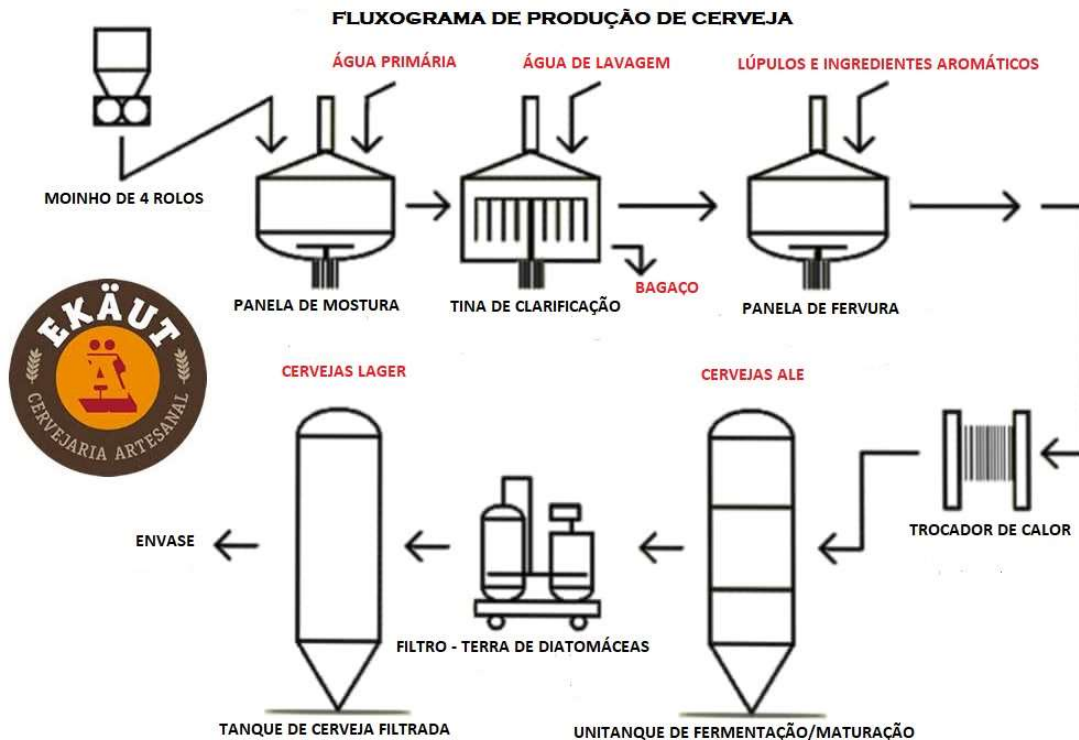 FLUXOGRAMA DE PRODUÇÃO DE CERVEJA
ÁGUA PRIMÁRIA
ÁGUA DE LAVAGEM
LÚPULOS E INGREDIENTES AROMÁTICOS
MOINHO DE 4 ROLOS
BAGAÇO
PANELA DE MOSTURA
TINA DE CLARIFICAÇÃO
PANELA DE FERVURA
EKÄUT
Ä
CERVEJARIA ARTESANAL
CERVEJAS LAGER
CERVEJAS ALE
TROCADOR DE CALOR
ENVASE
FILTRO - TERRA DE DIATOMÁCEAS
TANQUE DE CERVEJA FILTRADA
UNITANQUE DE FERMENTAÇÃO/MATURAÇÃO